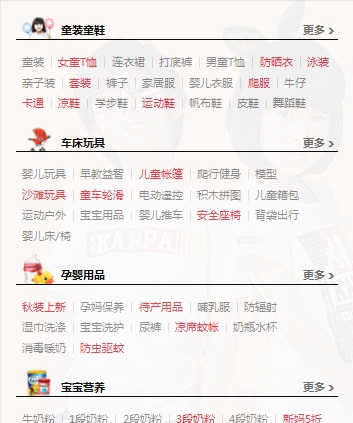 童装童鞋 更多 >
童装 | 女童T恤 | 连衣裙 | 打底裤 | 男童T恤 | 防晒衣 | 泳装
亲子装 | 套装 | 裤子 | 家居服 | 婴儿衣服 | 爬服 | 牛仔
卡通 | 凉鞋 | 学步鞋 | 运动鞋 | 帆布鞋 | 皮鞋 | 舞蹈鞋
车床玩具 更多 >
婴儿玩具 | 早教益智 | 儿童帐篷 | 爬行健身 | 模型
沙滩玩具 | 童车轮滑 | 电动遥控 | 积木拼图 | 儿童箱包
运动户外 | 宝宝用品 | 婴儿推车 | 安全座椅 | 背袋出行
婴儿床/椅
KAPPA
孕婴用品 更多 >
秋装上新 | 孕妈保养 | 待产用品 | 哺乳服 | 防辐射
湿巾洗涤 | 宝宝洗护 | 尿裤 | 凉席蚊帐 | 奶瓶水杯
消毒暖奶 | 防虫驱蚊
宝宝营养 更多 >
牛奶粉 | 1段奶粉 | 2段奶粉 | 3段奶粉 | 4段奶粉 | 新妈5折